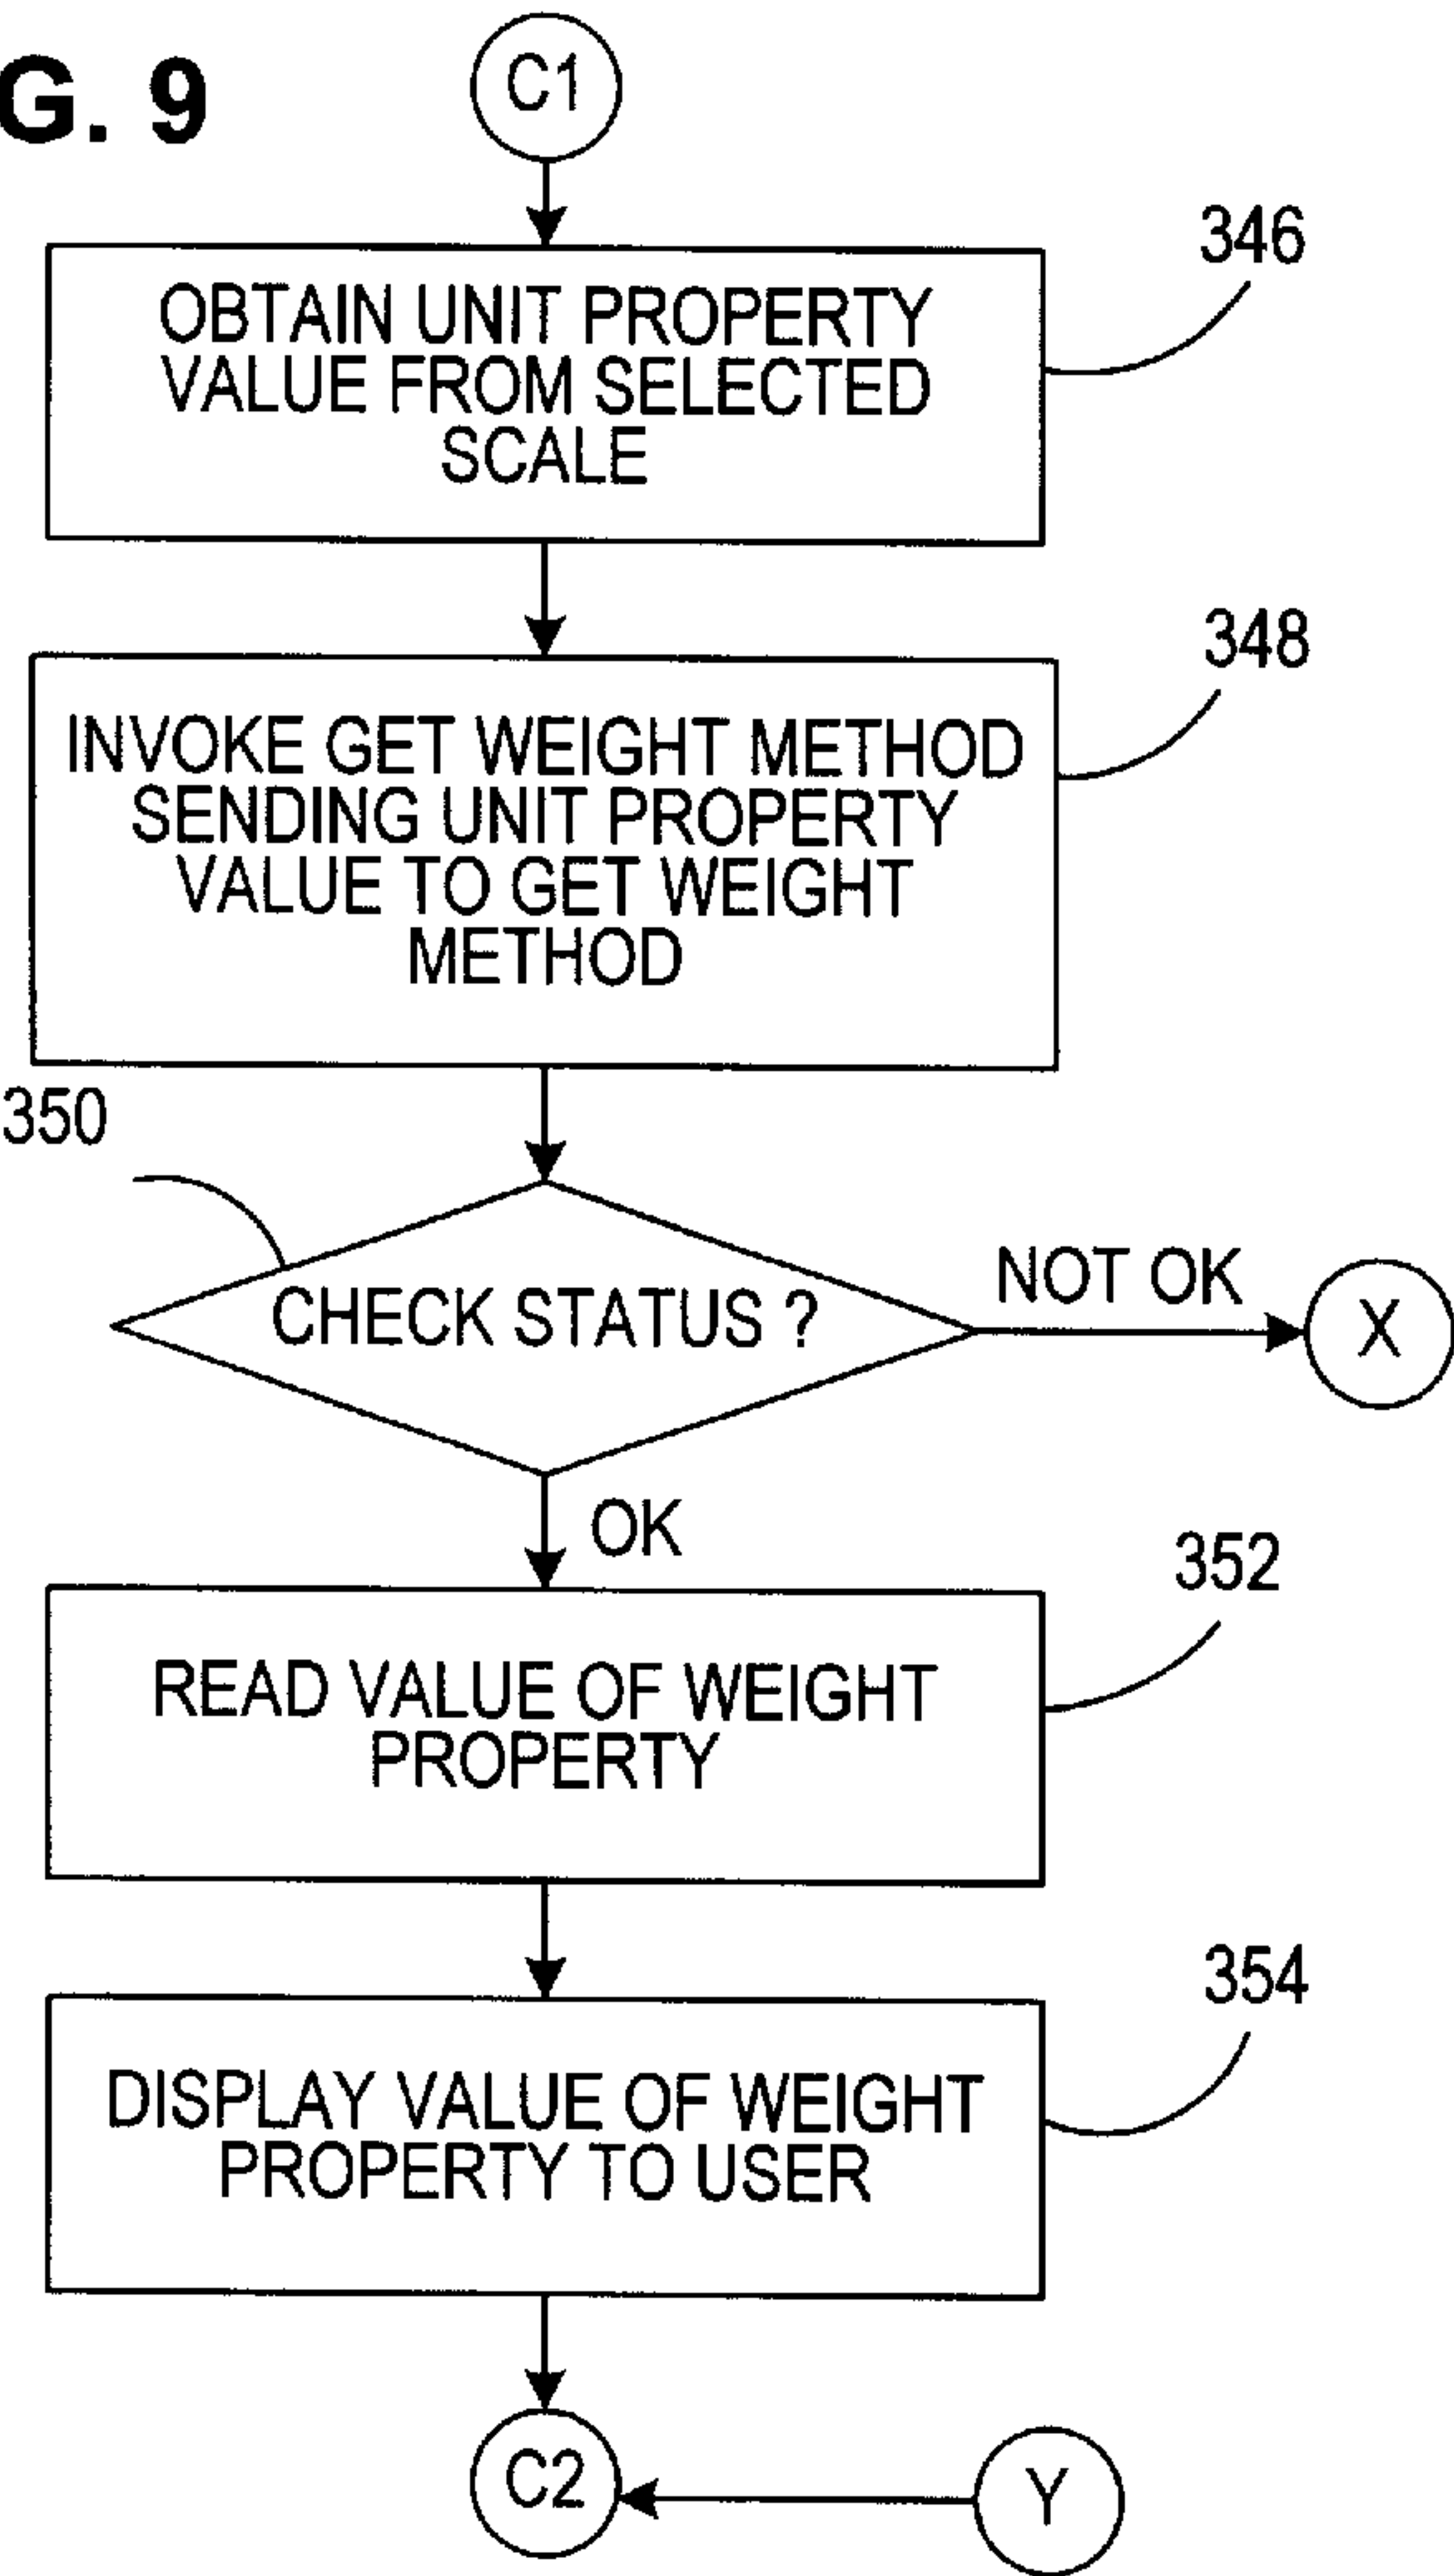 G. 9
C1
346
OBTAIN UNIT PROPERTY
VALUE FROM SELECTED
SCALE
348
INVOKE GET WEIGHT METHOD
SENDING UNIT PROPERTY
VALUE TO GET WEIGHT
METHOD
350
CHECK STATUS ?
NOT OK
X
OK
352
READ VALUE OF WEIGHT
PROPERTY
354
DISPLAY VALUE OF WEIGHT
PROPERTY TO USER
C2
Y